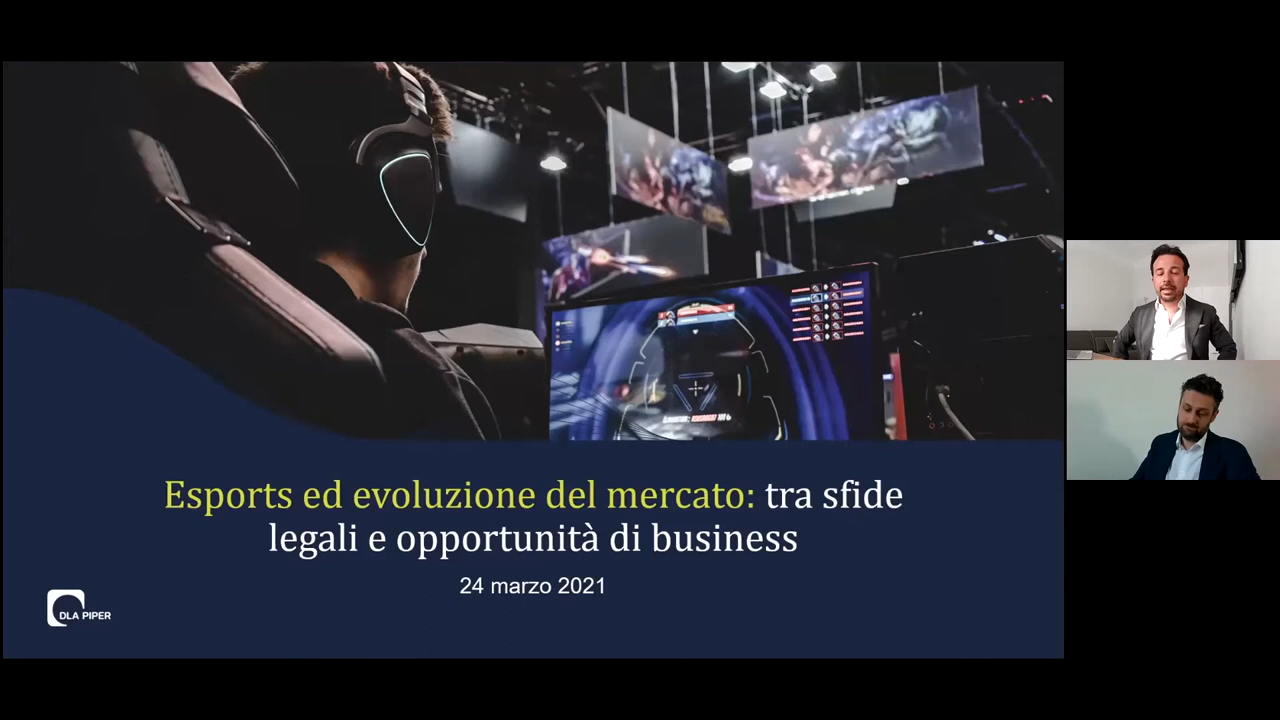 Esports ed evoluzione del mercato: tra sfide
legali e opportunità di business
24 marzo 2021
DLA PIPER